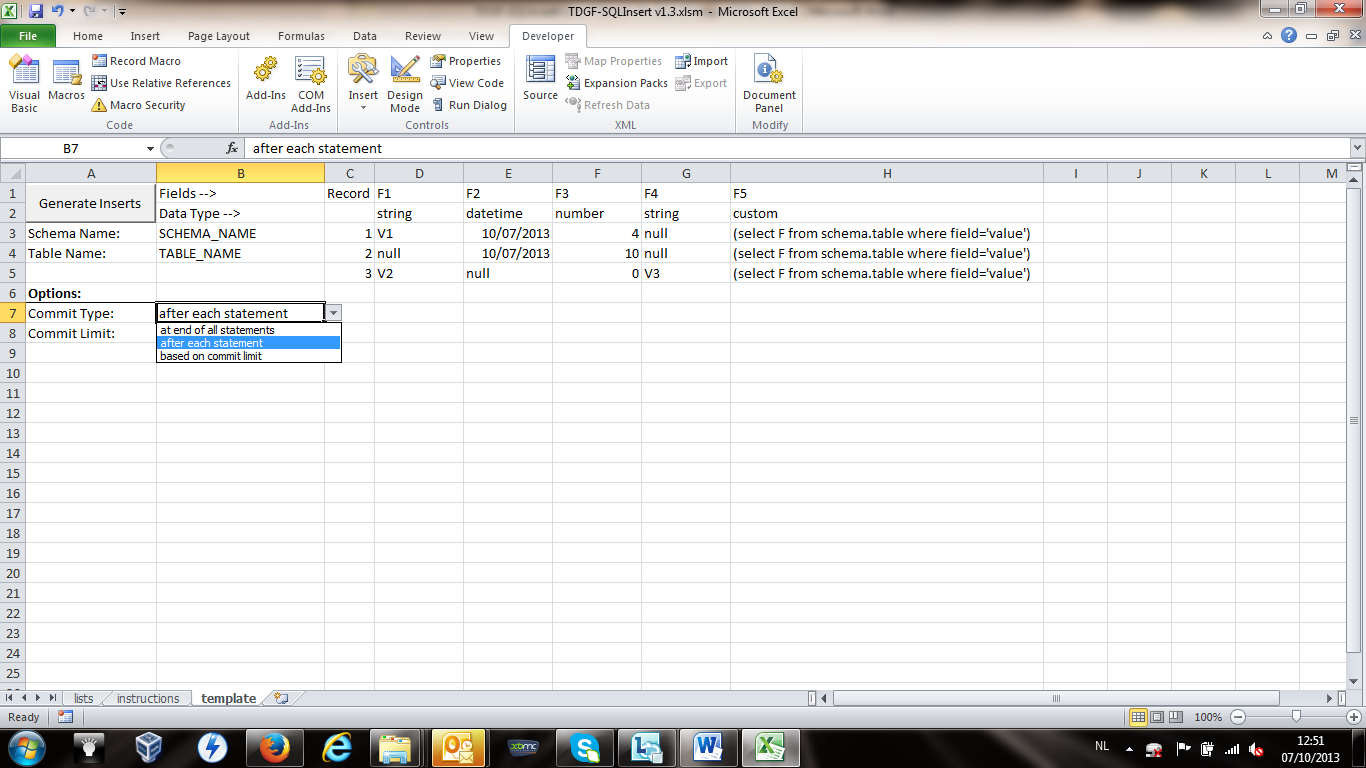 TDGF-SQLInsert v1.3.xlsm - Microsoft Excel
File Home Insert Page Layout Formulas Data Review View Developer
Visual Basic
Macros
Record Macro
Use Relative References
Macro Security
Code
Add-Ins
COM Add-Ins
Add-Ins
Insert
Design Mode
Properties
View Code
Run Dialog
Controls
Source
Map Properties
Expansion Packs
Refresh Data
Import
Export
XML
Document Panel
Modify
B7 fx after each statement
A B C D E F G H I J K L M
1 Generate Inserts Fields --> Record F1 F2 F3 F4 F5
2 Data Type --> string datetime number string custom
3 Schema Name: SCHEMA_NAME 1 V1 10/07/2013 4 null (select F from schema.table where field='value')
4 Table Name: TABLE_NAME 2 null 10/07/2013 10 null (select F from schema.table where field='value')
5 3 V2 null 0 V3 (select F from schema.table where field='value')
6 Options:
7 Commit Type: after each statement
8 Commit Limit:
at end of all statements
after each statement
based on commit limit
9
10
11
12
13
14
15
16
17
18
19
20
21
22
23
24
25
lists instructions template
Ready 100%
xbmc
NL 12:51
07/10/2013